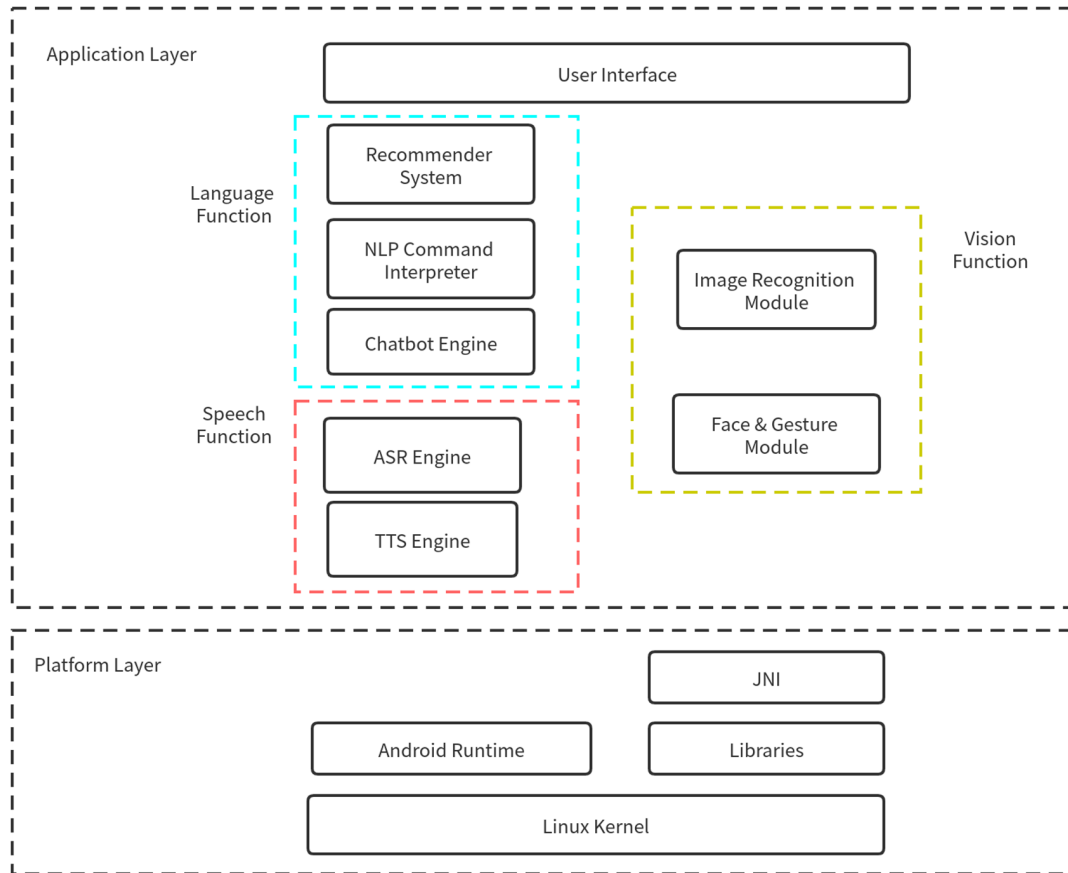 Application Layer
User Interface
Language
Function
Recommender
System
NLP Command
Interpreter
Chatbot Engine
Vision
Function
Image Recognition
Module
Face & Gesture
Module
Speech
Function
ASR Engine
TTS Engine
Platform Layer
JNI
Android Runtime
Libraries
Linux Kernel